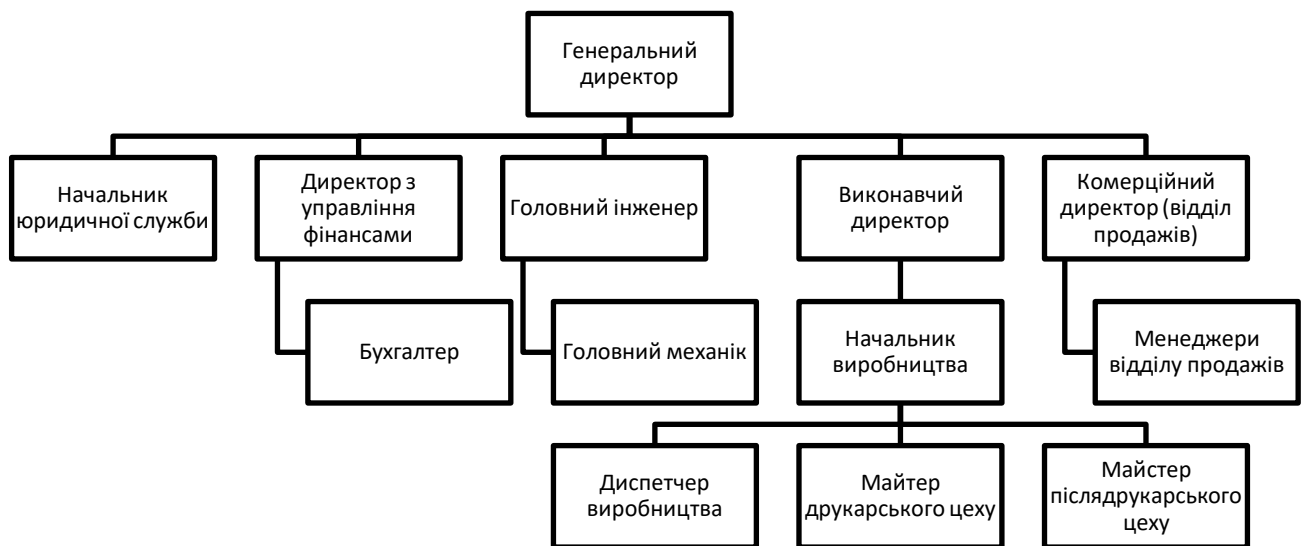 Генеральний
директор
Начальник
юридичної служби
Директор з
управління
фінансами
Головний інженер
Виконавчий
директор
Комерційний
директор (відділ
продажів)
Бухгалтер
Головний механік
Начальник
виробництва
Менеджери
відділу продажів
Диспетчер
виробництва
Майтер
друкарського цеху
Майстер
післядрукарського
цеху